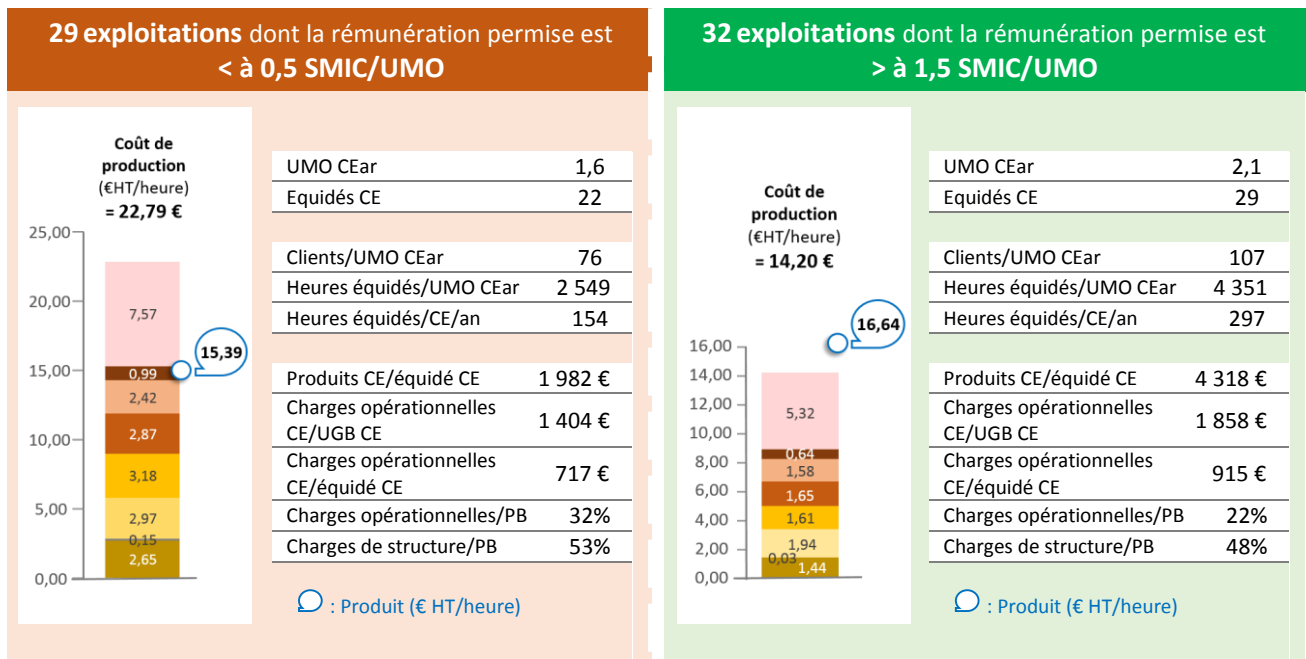 29 exploitations dont la rémunération permise est
< à 0,5 SMIC/UMO
Coût de
production
(€HT/heure)
= 22,79 €
25,00
20,00
15,00
10,00
5,00
0,00
7,57
0,99
2,42
2,87
3,18
2,97
0,15
2,65
15,39
UMO CEar 1,6
Equidés CE 22
Clients/UMO CEar 76
Heures équidés/UMO CEar 2 549
Heures équidés/CE/an 154
Produits CE/équidé CE 1 982 €
Charges opérationnelles
CE/UGB CE 1 404 €
Charges opérationnelles
CE/équidé CE 717 €
Charges opérationnelles/PB 32%
Charges de structure/PB 53%
: Produit (€ HT/heure)
32 exploitations dont la rémunération permise est
> à 1,5 SMIC/UMO
Coût de
production
(€HT/heure)
= 14,20 €
16,00
14,00
12,00
10,00
8,00
6,00
4,00
2,00
0,00
5,32
0,64
1,58
1,65
1,61
1,94
0,03
1,44
16,64
UMO CEar 2,1
Equidés CE 29
Clients/UMO CEar 107
Heures équidés/UMO CEar 4 351
Heures équidés/CE/an 297
Produits CE/équidé CE 4 318 €
Charges opérationnelles
CE/UGB CE 1 858 €
Charges opérationnelles
CE/équidé CE 915 €
Charges opérationnelles/PB 22%
Charges de structure/PB 48%
: Produit (€ HT/heure)